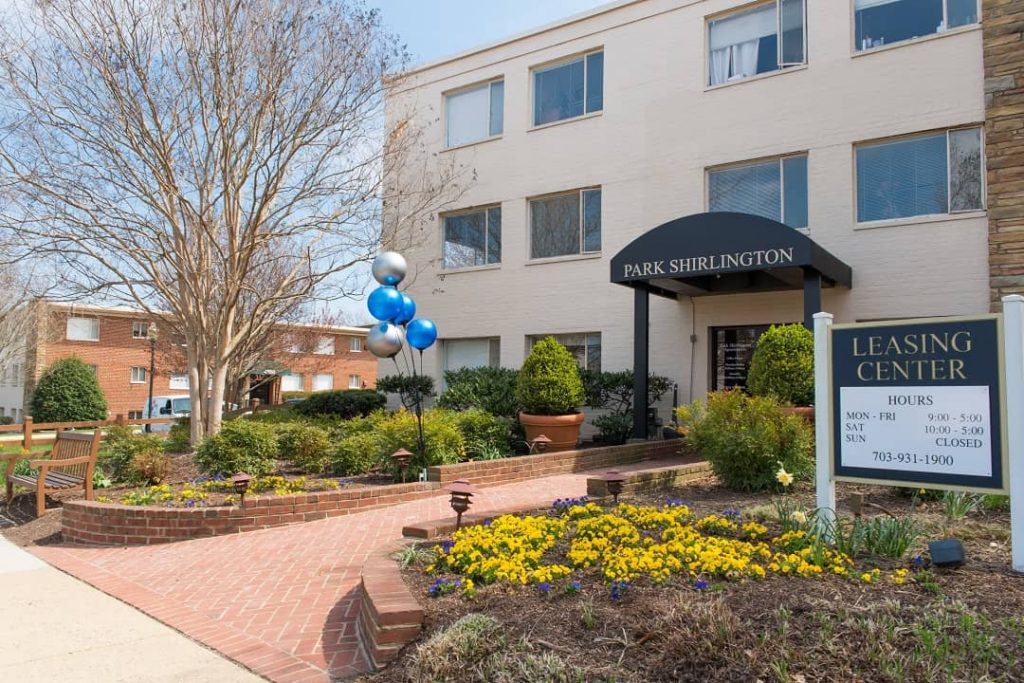 PARK SHIRLINGTON
LEASING
CENTER
HOURS
MON - FRI 9:00 - 5:00
SAT 10:00 - 5:00
SUN CLOSED
703-931-1900